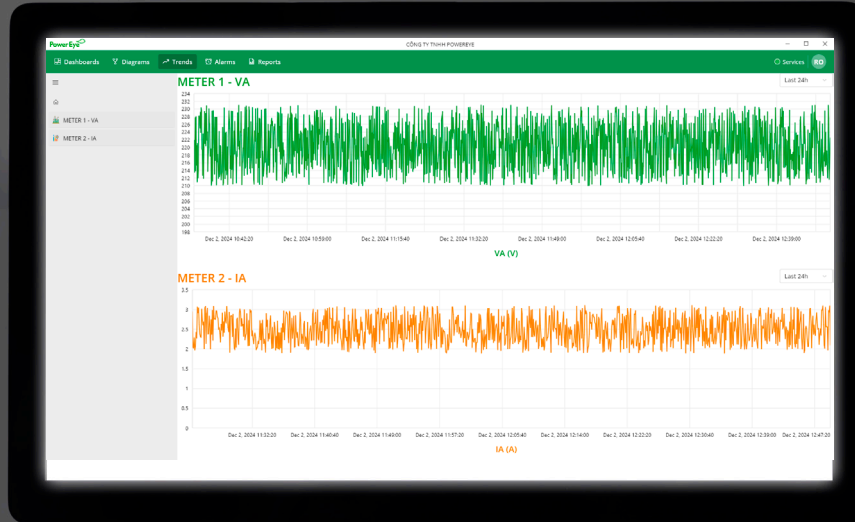 Power Eye
CÔNG TY TNHH POWEREYE
Dashboards Diagrams Trends Alarms Reports Services RO
METER 1 - VA
METER 2 - IA
METER 1 - VA
Last 24h
234
232
230
228
226
224
222
220
218
216
214
212
210
208
206
204
202
200
198
Dec 2, 2024 10:42:20 Dec 2, 2024 10:59:00 Dec 2, 2024 11:15:40 Dec 2, 2024 11:32:20 Dec 2, 2024 11:49:00 Dec 2, 2024 12:05:40 Dec 2, 2024 12:22:20 Dec 2, 2024 12:39:00
VA (V)
METER 2 - IA
Last 24h
3.5
3
2.5
2
1.5
1
0.5
0
Dec 2, 2024 11:32:20 Dec 2, 2024 11:40:40 Dec 2, 2024 11:49:00 Dec 2, 2024 11:57:20 Dec 2, 2024 12:05:40 Dec 2, 2024 12:14:00 Dec 2, 2024 12:22:20 Dec 2, 2024 12:30:40 Dec 2, 2024 12:39:00 Dec 2, 2024 12:47:20
IA (A)